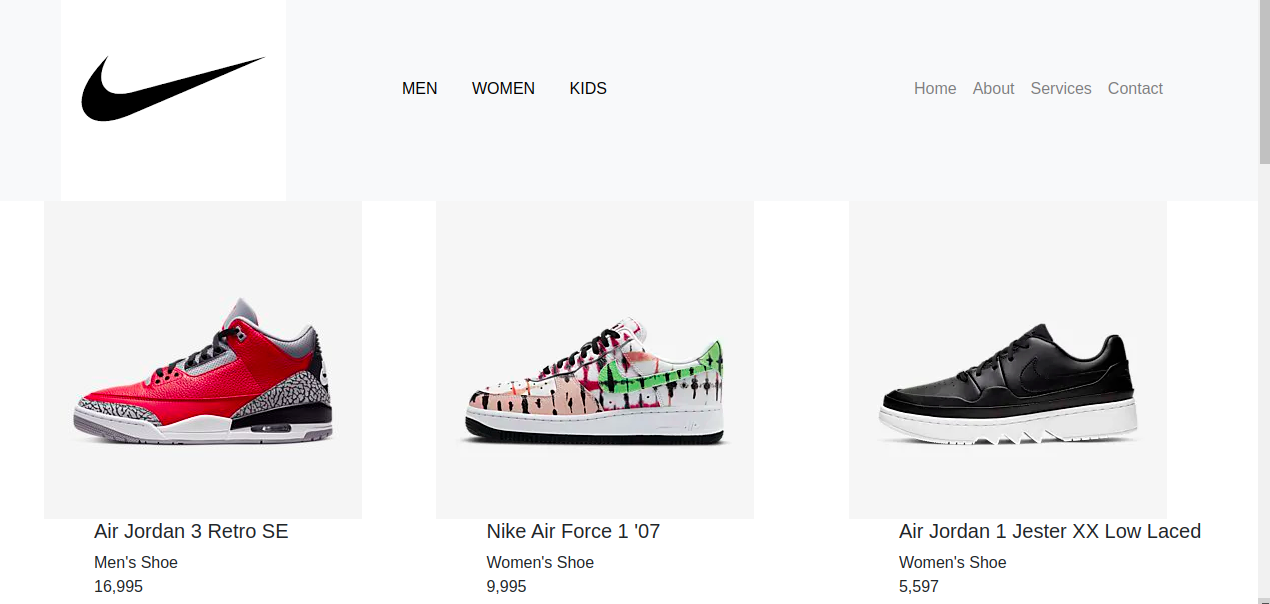 MEN WOMEN KIDS Home About Services Contact
Air Jordan 3 Retro SE
Men's Shoe
16,995
Nike Air Force 1 '07
Women's Shoe
9,995
Air Jordan 1 Jester XX Low Laced
Women's Shoe
5,597